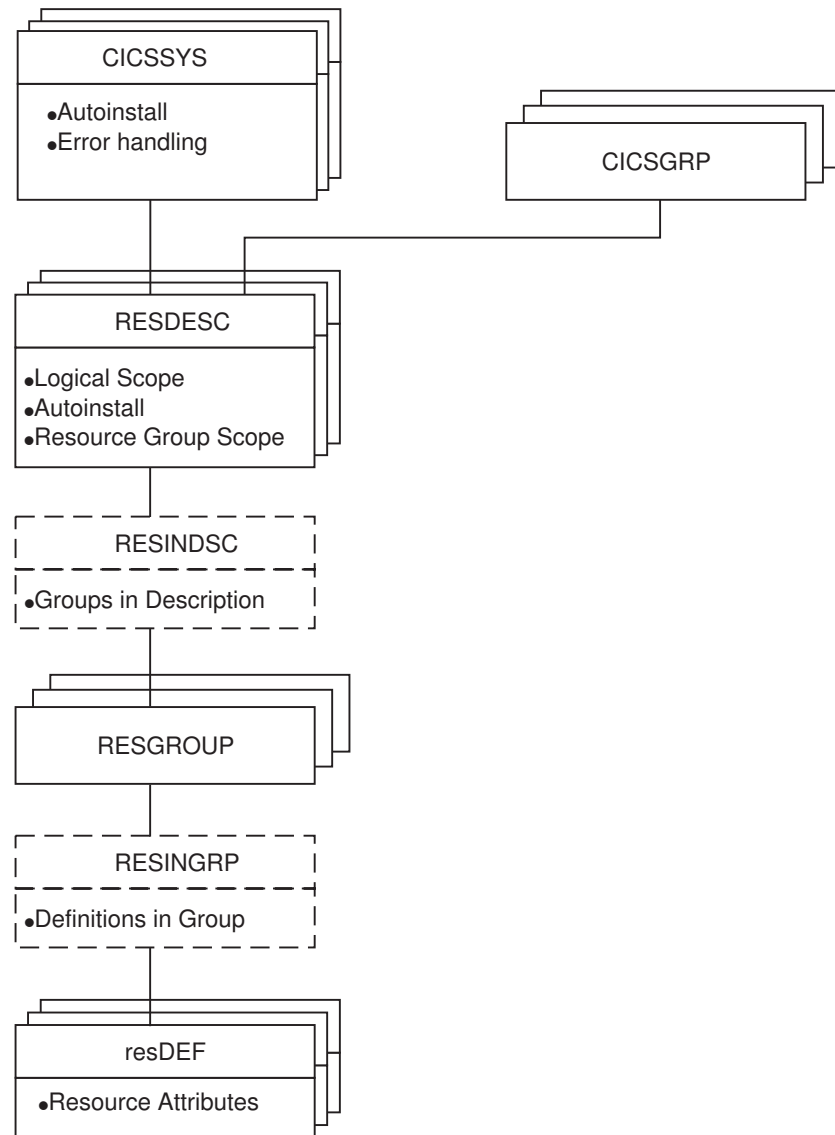 CICSSYS
●Autoinstall
●Error handling
CICSGRP
RESDESC
●Logical Scope
●Autoinstall
●Resource Group Scope
RESINDSC
●Groups in Description
RESGROUP
RESINGRP
●Definitions in Group
resDEF
●Resource Attributes